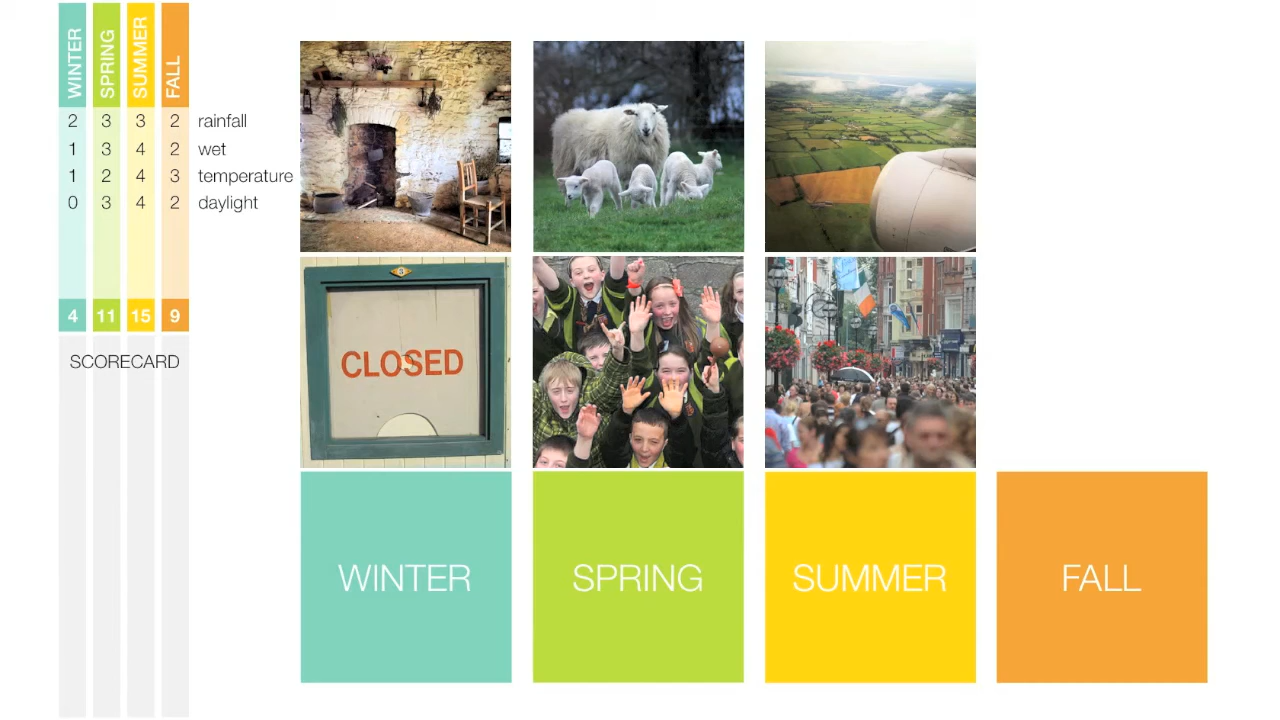 WINTER SPRING SUMMER FALL
2 3 3 2 rainfall
1 3 4 2 wet
1 2 4 3 temperature
0 3 4 2 daylight
4 11 15 9
SCORECARD
CLOSED
WINTER SPRING SUMMER FALL